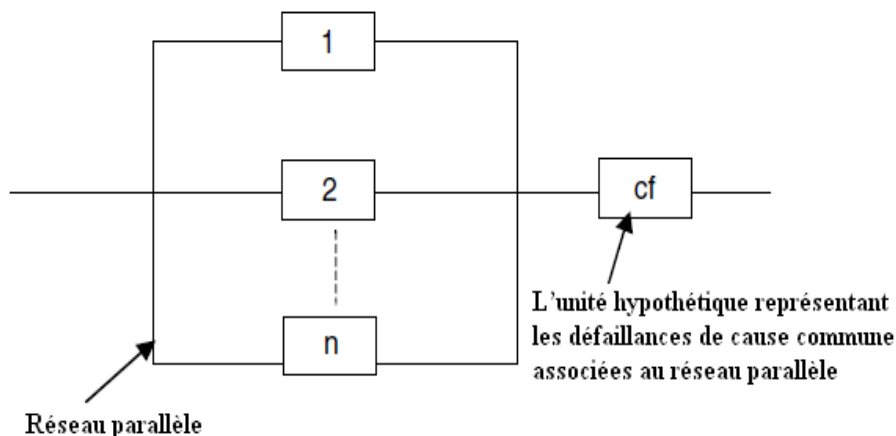 1
2
cf
n
L'unité hypothétique représentant
les défaillances de cause commune
associées au réseau parallèle
Réseau parallèle